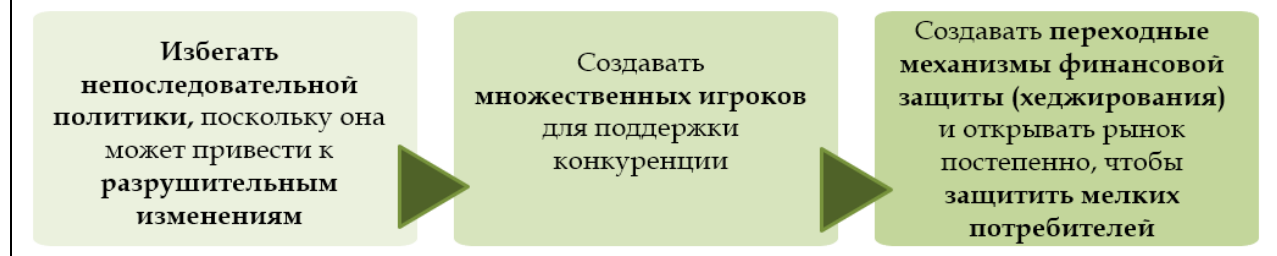 Избегать
непоследовательной
политики, поскольку она
может привести к
разрушительным
изменениям
Создавать
множественных игроков
для поддержки
конкуренции
Создавать переходные
механизмы финансовой
защиты (хеджирования)
и открывать рынок
постепенно, чтобы
защитить мелких
потребителей